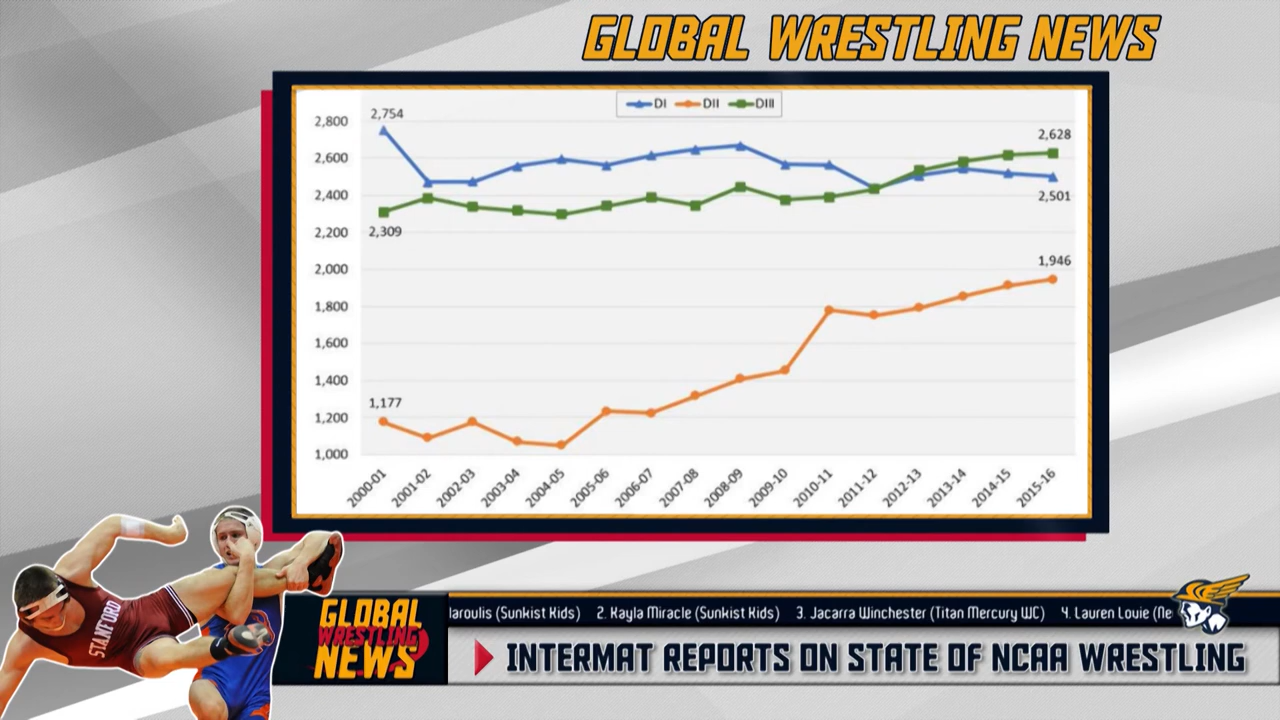 GLOBAL WRESTLING NEWS
DI DII DIII
2,800
2,600
2,400
2,200
2,000
1,800
1,600
1,400
1,200
1,000
2,754
2,309
1,177
2,628
2,501
1,946
2000-01 2001-02 2002-03 2003-04 2004-05 2005-06 2006-07 2007-08 2008-09 2009-10 2010-11 2011-12 2012-13 2013-14 2014-15 2015-16
STANFORD
GLOBAL
WRESTLING
NEWS
aroulis (Sunkist Kids) 2. Kayla Miracle (Sunkist Kids) 3. Jacarra Winchester (Titan Mercury WC) 4. Lauren Louie (Ne
INTERMAT REPORTS ON STATE OF NCAA WRESTLING